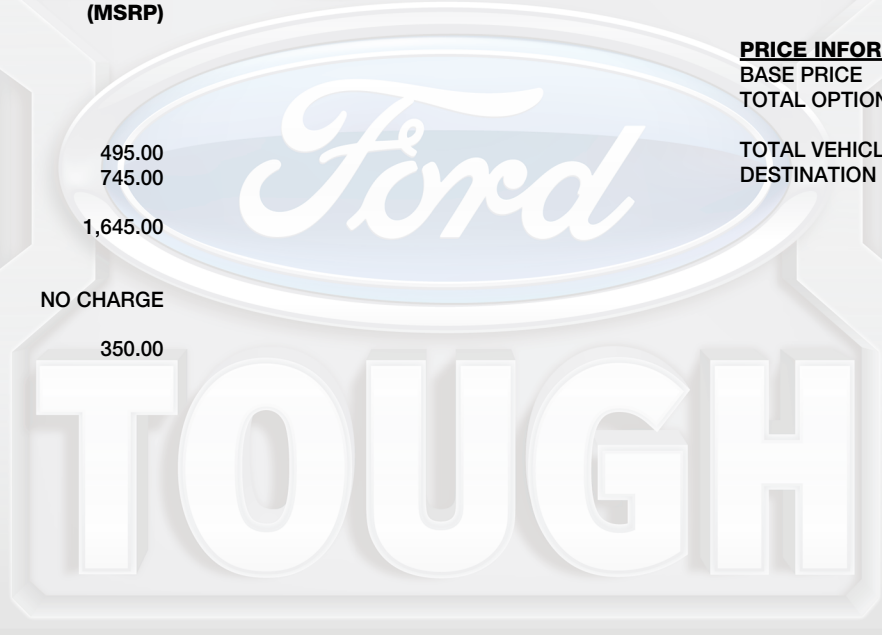 (MSRP)
495.00
745.00
1,645.00
NO CHARGE
350.00
PRICE INFOR
BASE PRICE
TOTAL OPTION
TOTAL VEHICL
DESTINATION
Ford
TOUGH